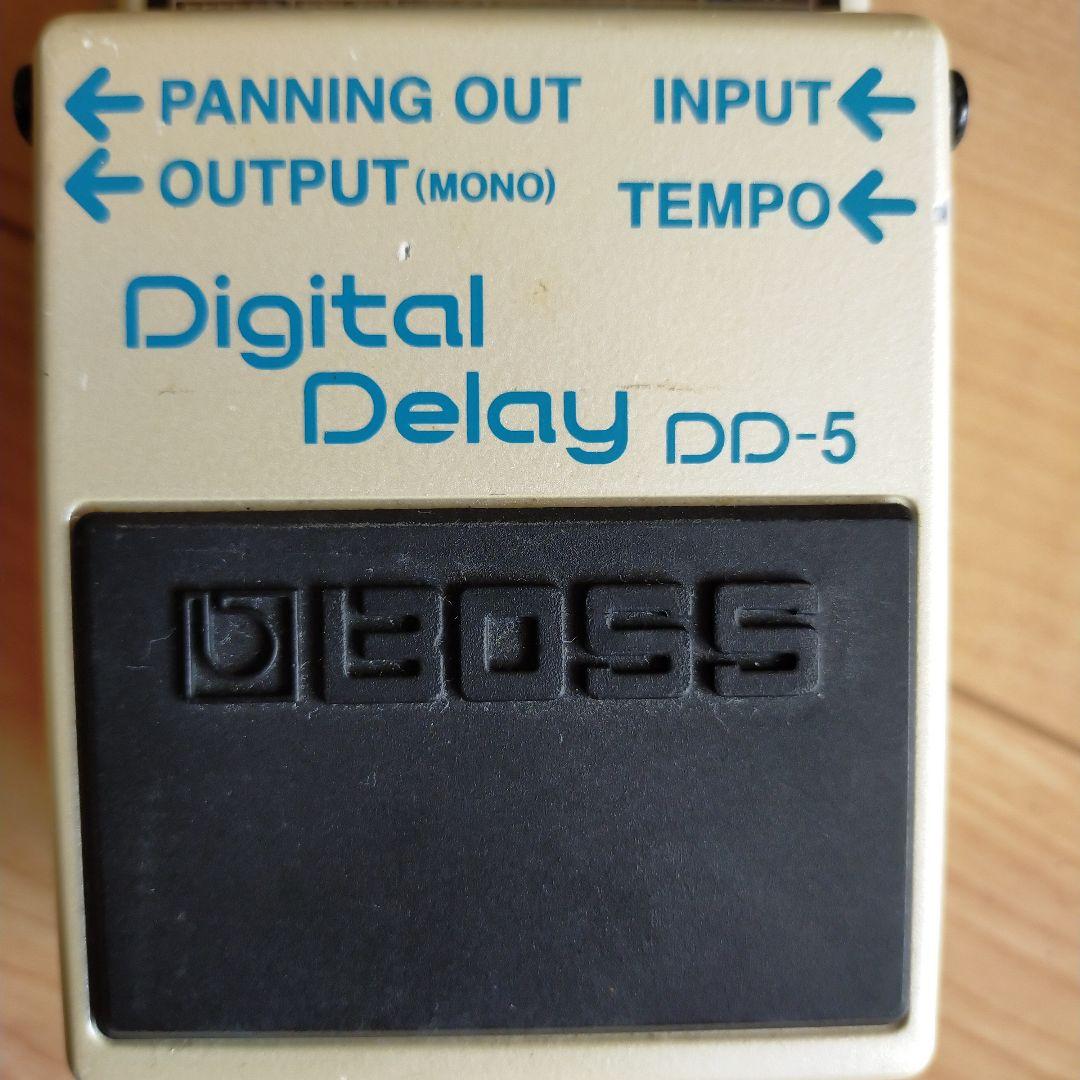 PANNING OUT INPUT
OUTPUT (MONO) TEMPO
Digital
Delay DD-5
BOSS